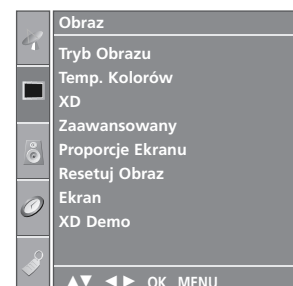 Obraz
Tryb Obrazu
Temp. Kolorów
XD
Zaawansowany
Proporcje Ekranu
Resetuj Obraz
Ekran
XD Demo
▲▼ ◄► OK MENU